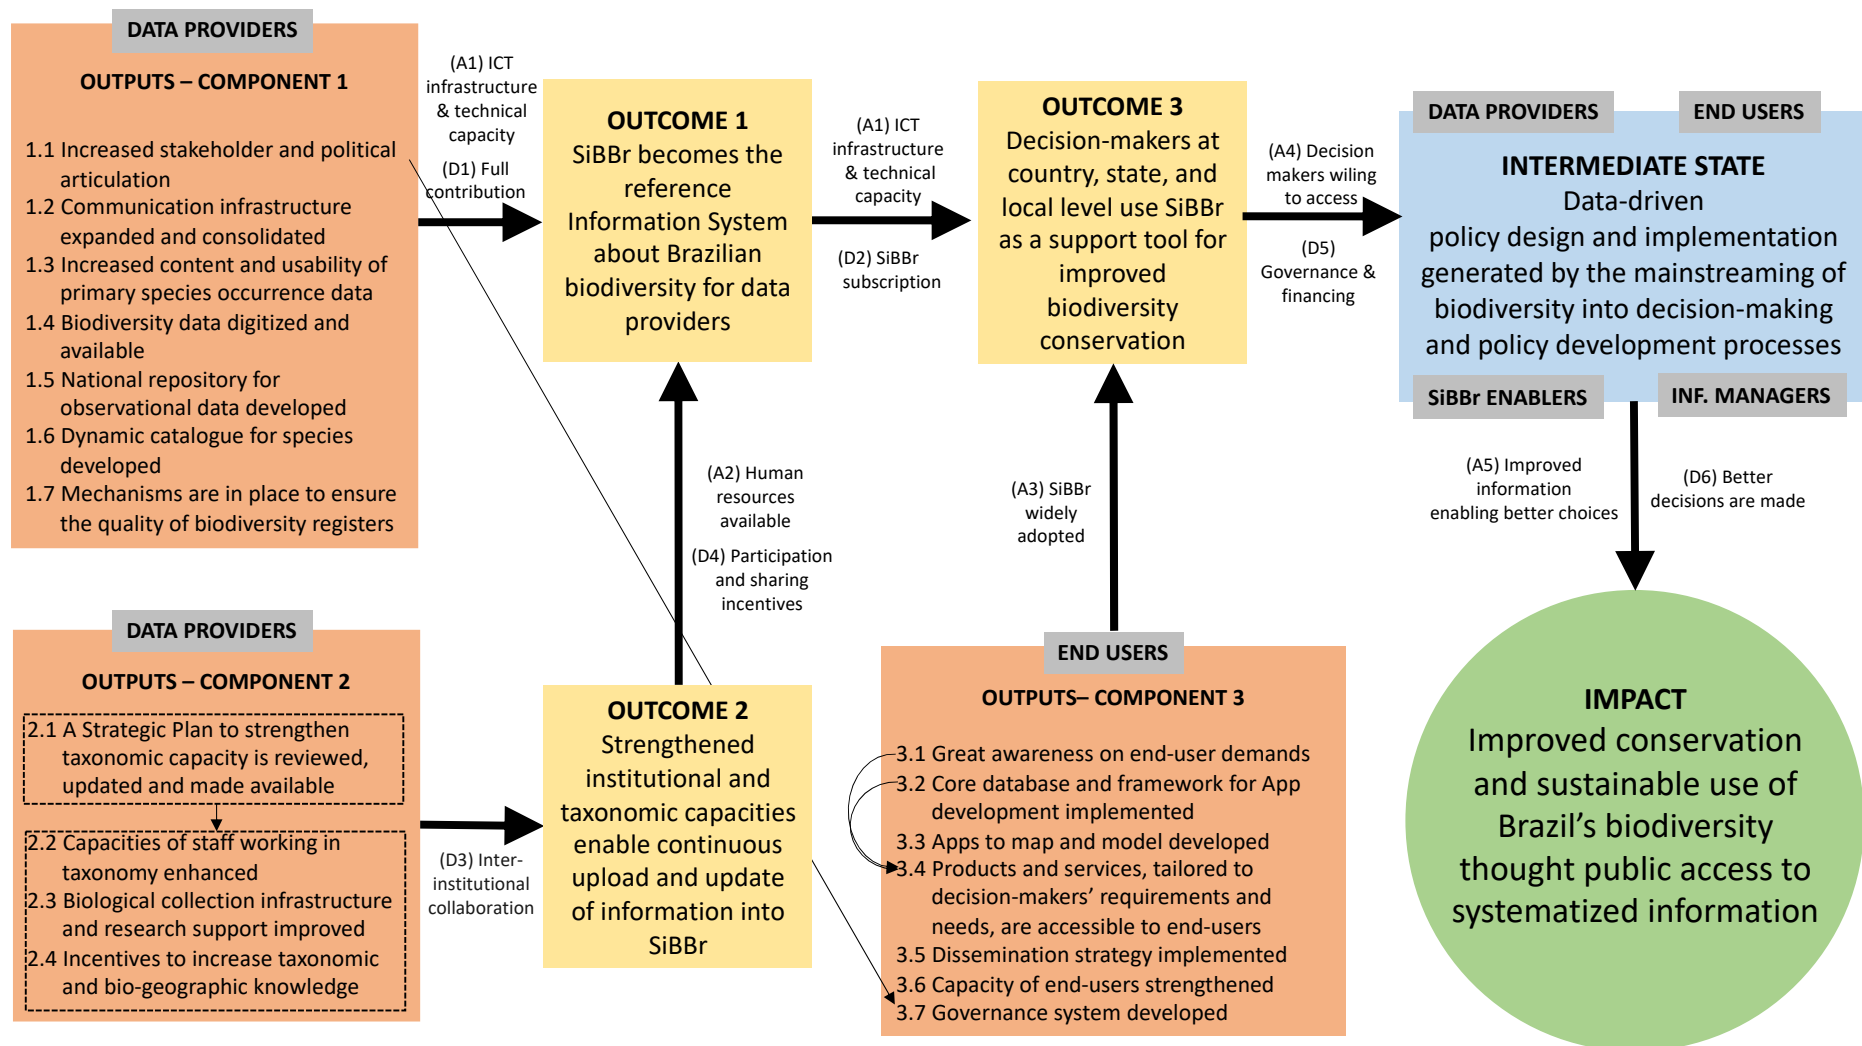 DATA PROVIDERS
OUTPUTS – COMPONENT 1
1.1 Increased stakeholder and political
articulation
1.2 Communication infrastructure
expanded and consolidated
1.3 Increased content and usability of
primary species occurrence data
1.4 Biodiversity data digitized and
available
1.5 National repository for
observational data developed
1.6 Dynamic catalogue for species
developed
1.7 Mechanisms are in place to ensure
the quality of biodiversity registers
(A1) ICT
infrastructure
& technical
capacity
(D1) Full
contribution
OUTCOME 1
SiBBr becomes the
reference
Information System
about Brazilian
biodiversity for data
providers
(A1) ICT
infrastructure
& technical
capacity
(D2) SiBBr
subscription
OUTCOME 3
Decision-makers at
country, state, and
local level use SiBBr
as a support tool for
improved
biodiversity
conservation
(A4) Decision
makers wiling
to access
(D5)
Governance &
financing
DATA PROVIDERS
END USERS
INTERMEDIATE STATE
Data-driven
policy design and implementation
generated by the mainstreaming of
biodiversity into decision-making
and policy development processes
SiBBr ENABLERS
INF. MANAGERS
(A2) Human
resources
available
(D4) Participation
and sharing
incentives
(A3) SiBBr
widely
adopted
(A5) Improved
information
enabling better choices
(D6) Better
decisions are made
DATA PROVIDERS
OUTPUTS – COMPONENT 2
2.1 A Strategic Plan to strengthen
taxonomic capacity is reviewed,
updated and made available
2.2 Capacities of staff working in
taxonomy enhanced
2.3 Biological collection infrastructure
and research support improved
2.4 Incentives to increase taxonomic
and bio-geographic knowledge
(D3) Inter-
institutional
collaboration
OUTCOME 2
Strengthened
institutional and
taxonomic capacities
enable continuous
upload and update
of information into
SiBBr
END USERS
OUTPUTS– COMPONENT 3
3.1 Great awareness on end-user demands
3.2 Core database and framework for App
development implemented
3.3 Apps to map and model developed
3.4 Products and services, tailored to
decision-makers’ requirements and
needs, are accessible to end-users
3.5 Dissemination strategy implemented
3.6 Capacity of end-users strengthened
3.7 Governance system developed
IMPACT
Improved conservation
and sustainable use of
Brazil’s biodiversity
thought public access to
systematized information